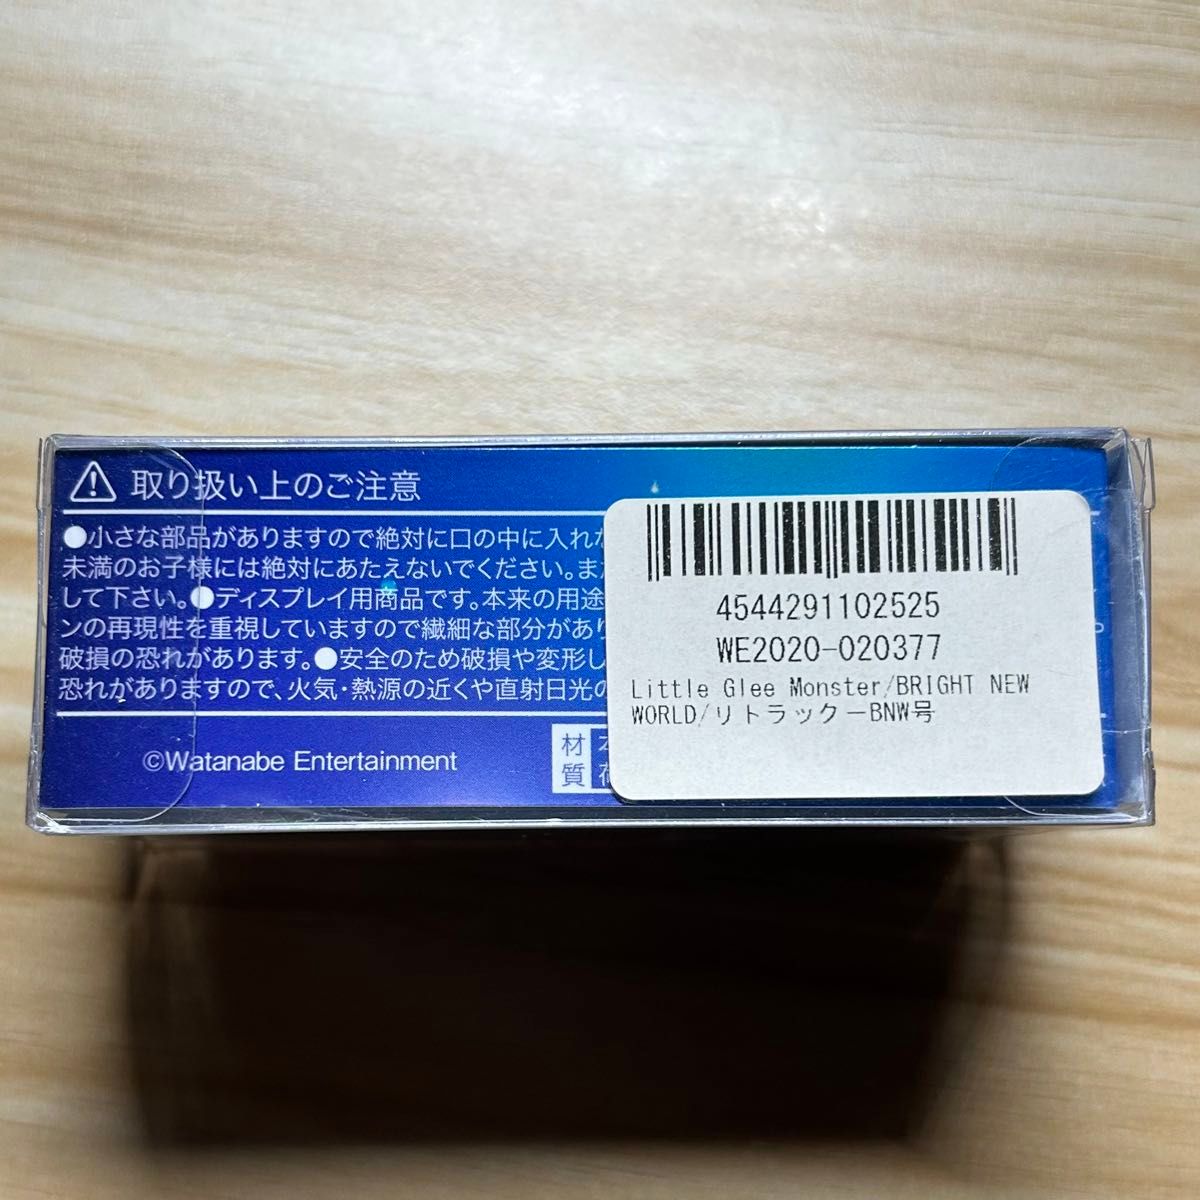 取り扱い上のご注意
●小さな部品がありますので絶対に口の中に入れ
未満のお子様には絶対にあたえないでください。ま
して下さい。●ディスプレイ用商品です。本来の用途
ンの再現性を重視していますので繊細な部分があ
破損の恐れがあります。●安全のため破損や変形し
恐れがありますので、火気・熱源の近くや直射日光の
©Watanabe Entertainment
材
質
4544291102525
WE2020-020377
Little Glee Monster/BRIGHT NEW
WORLD/リトラックーBNW号